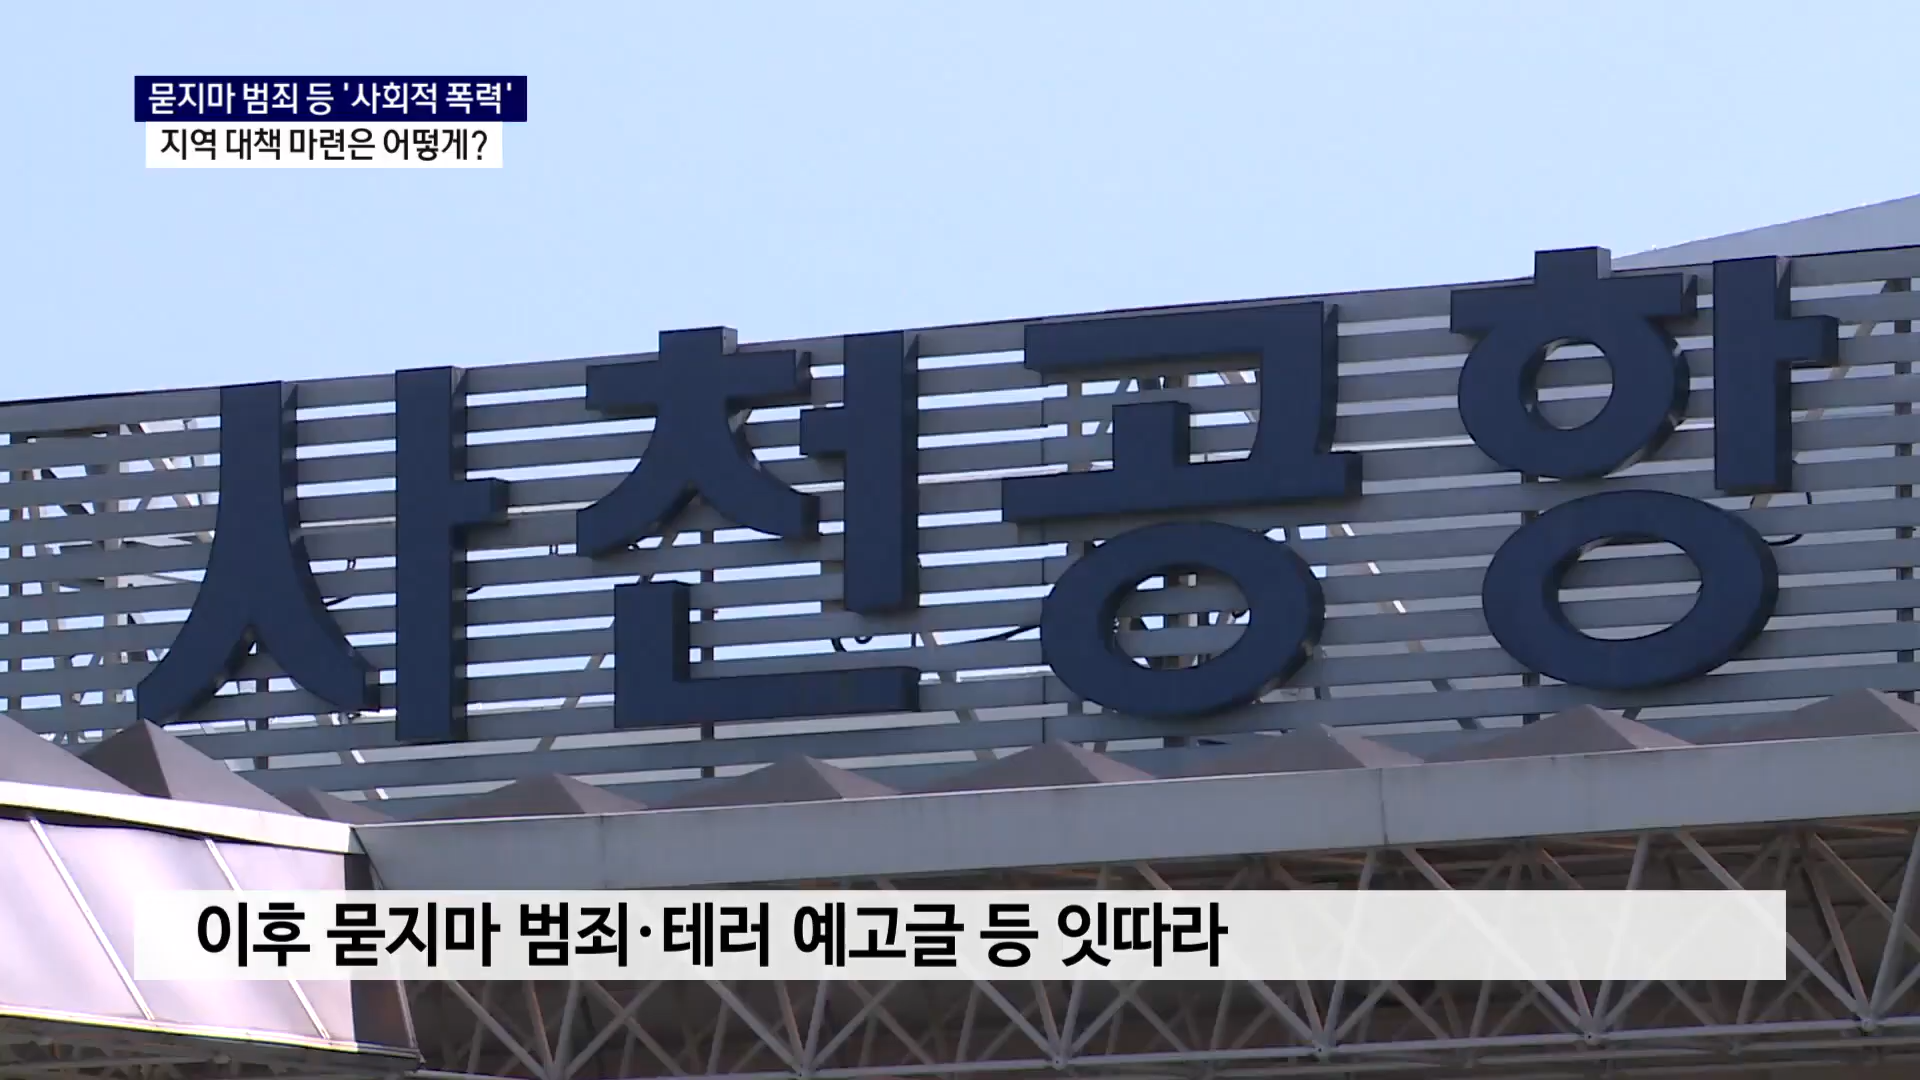 묻지마 범죄 등 '사회적 폭력'
지역 대책 마련은 어떻게?
사천공항
이후 묻지마 범죄·테러 예고글 등 잇따라